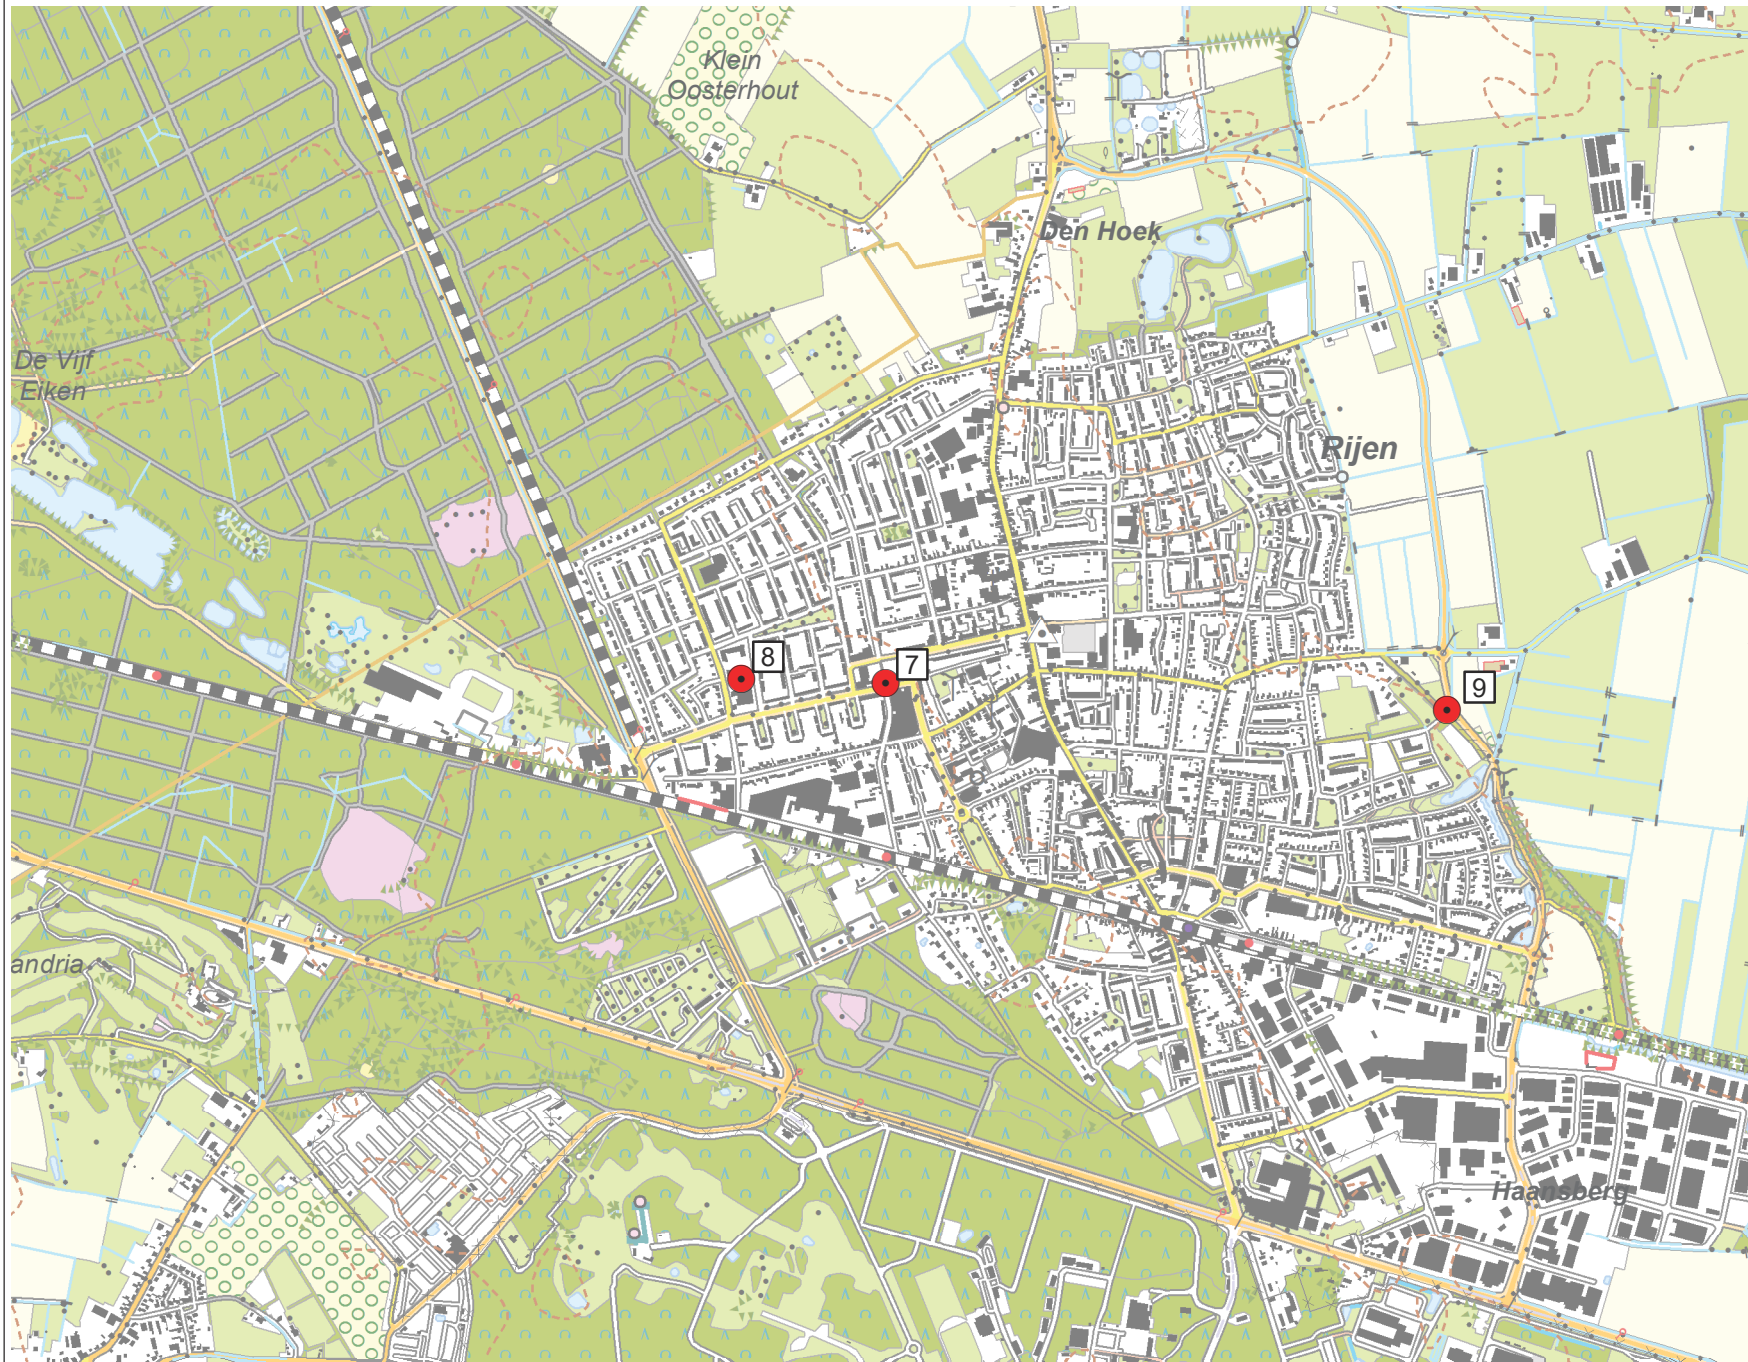 Klein
Oosterhout
Den Hoek
De Vijf
Eiken
Rijen
8
7
9
andria
Haansberg